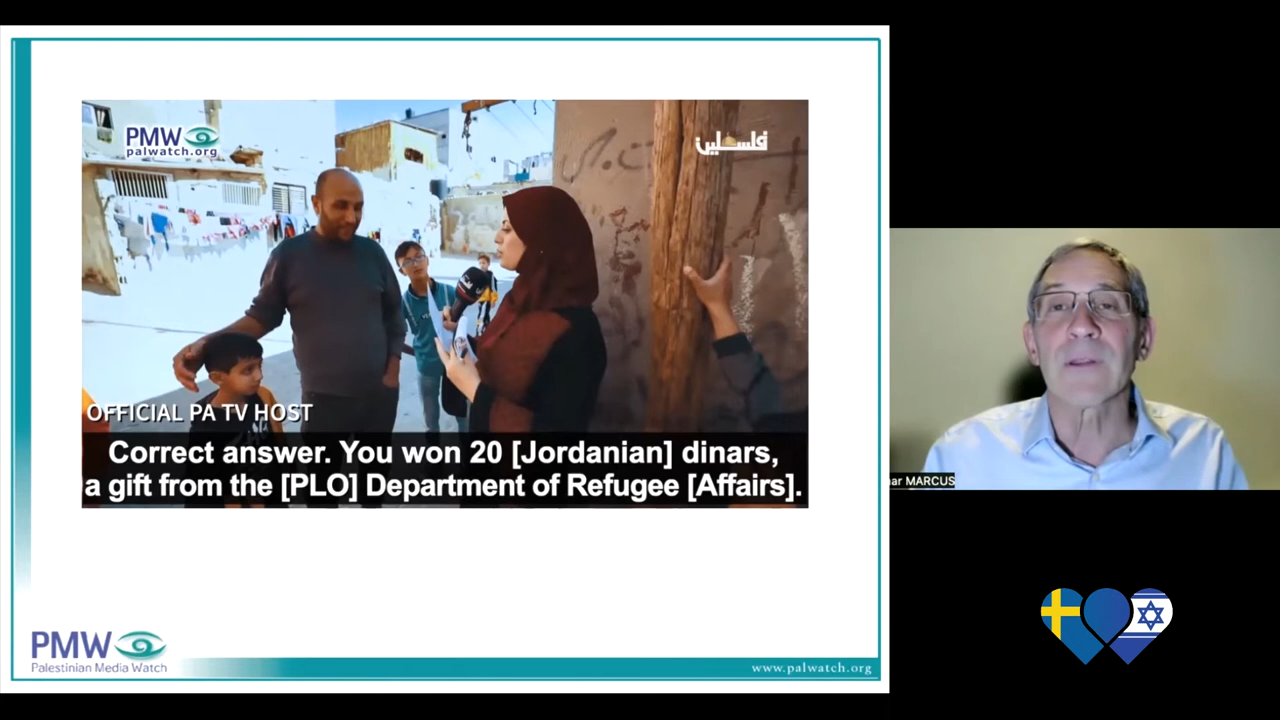 PMW
palwatch.org
فلسطين
OFFICIAL PA TV HOST
Correct answer. You won 20 [Jordanian] dinars,
a gift from the [PLO] Department of Refugee [Affairs].
MARCUS
PMW
Palestinian Media Watch
www.palwatch.org